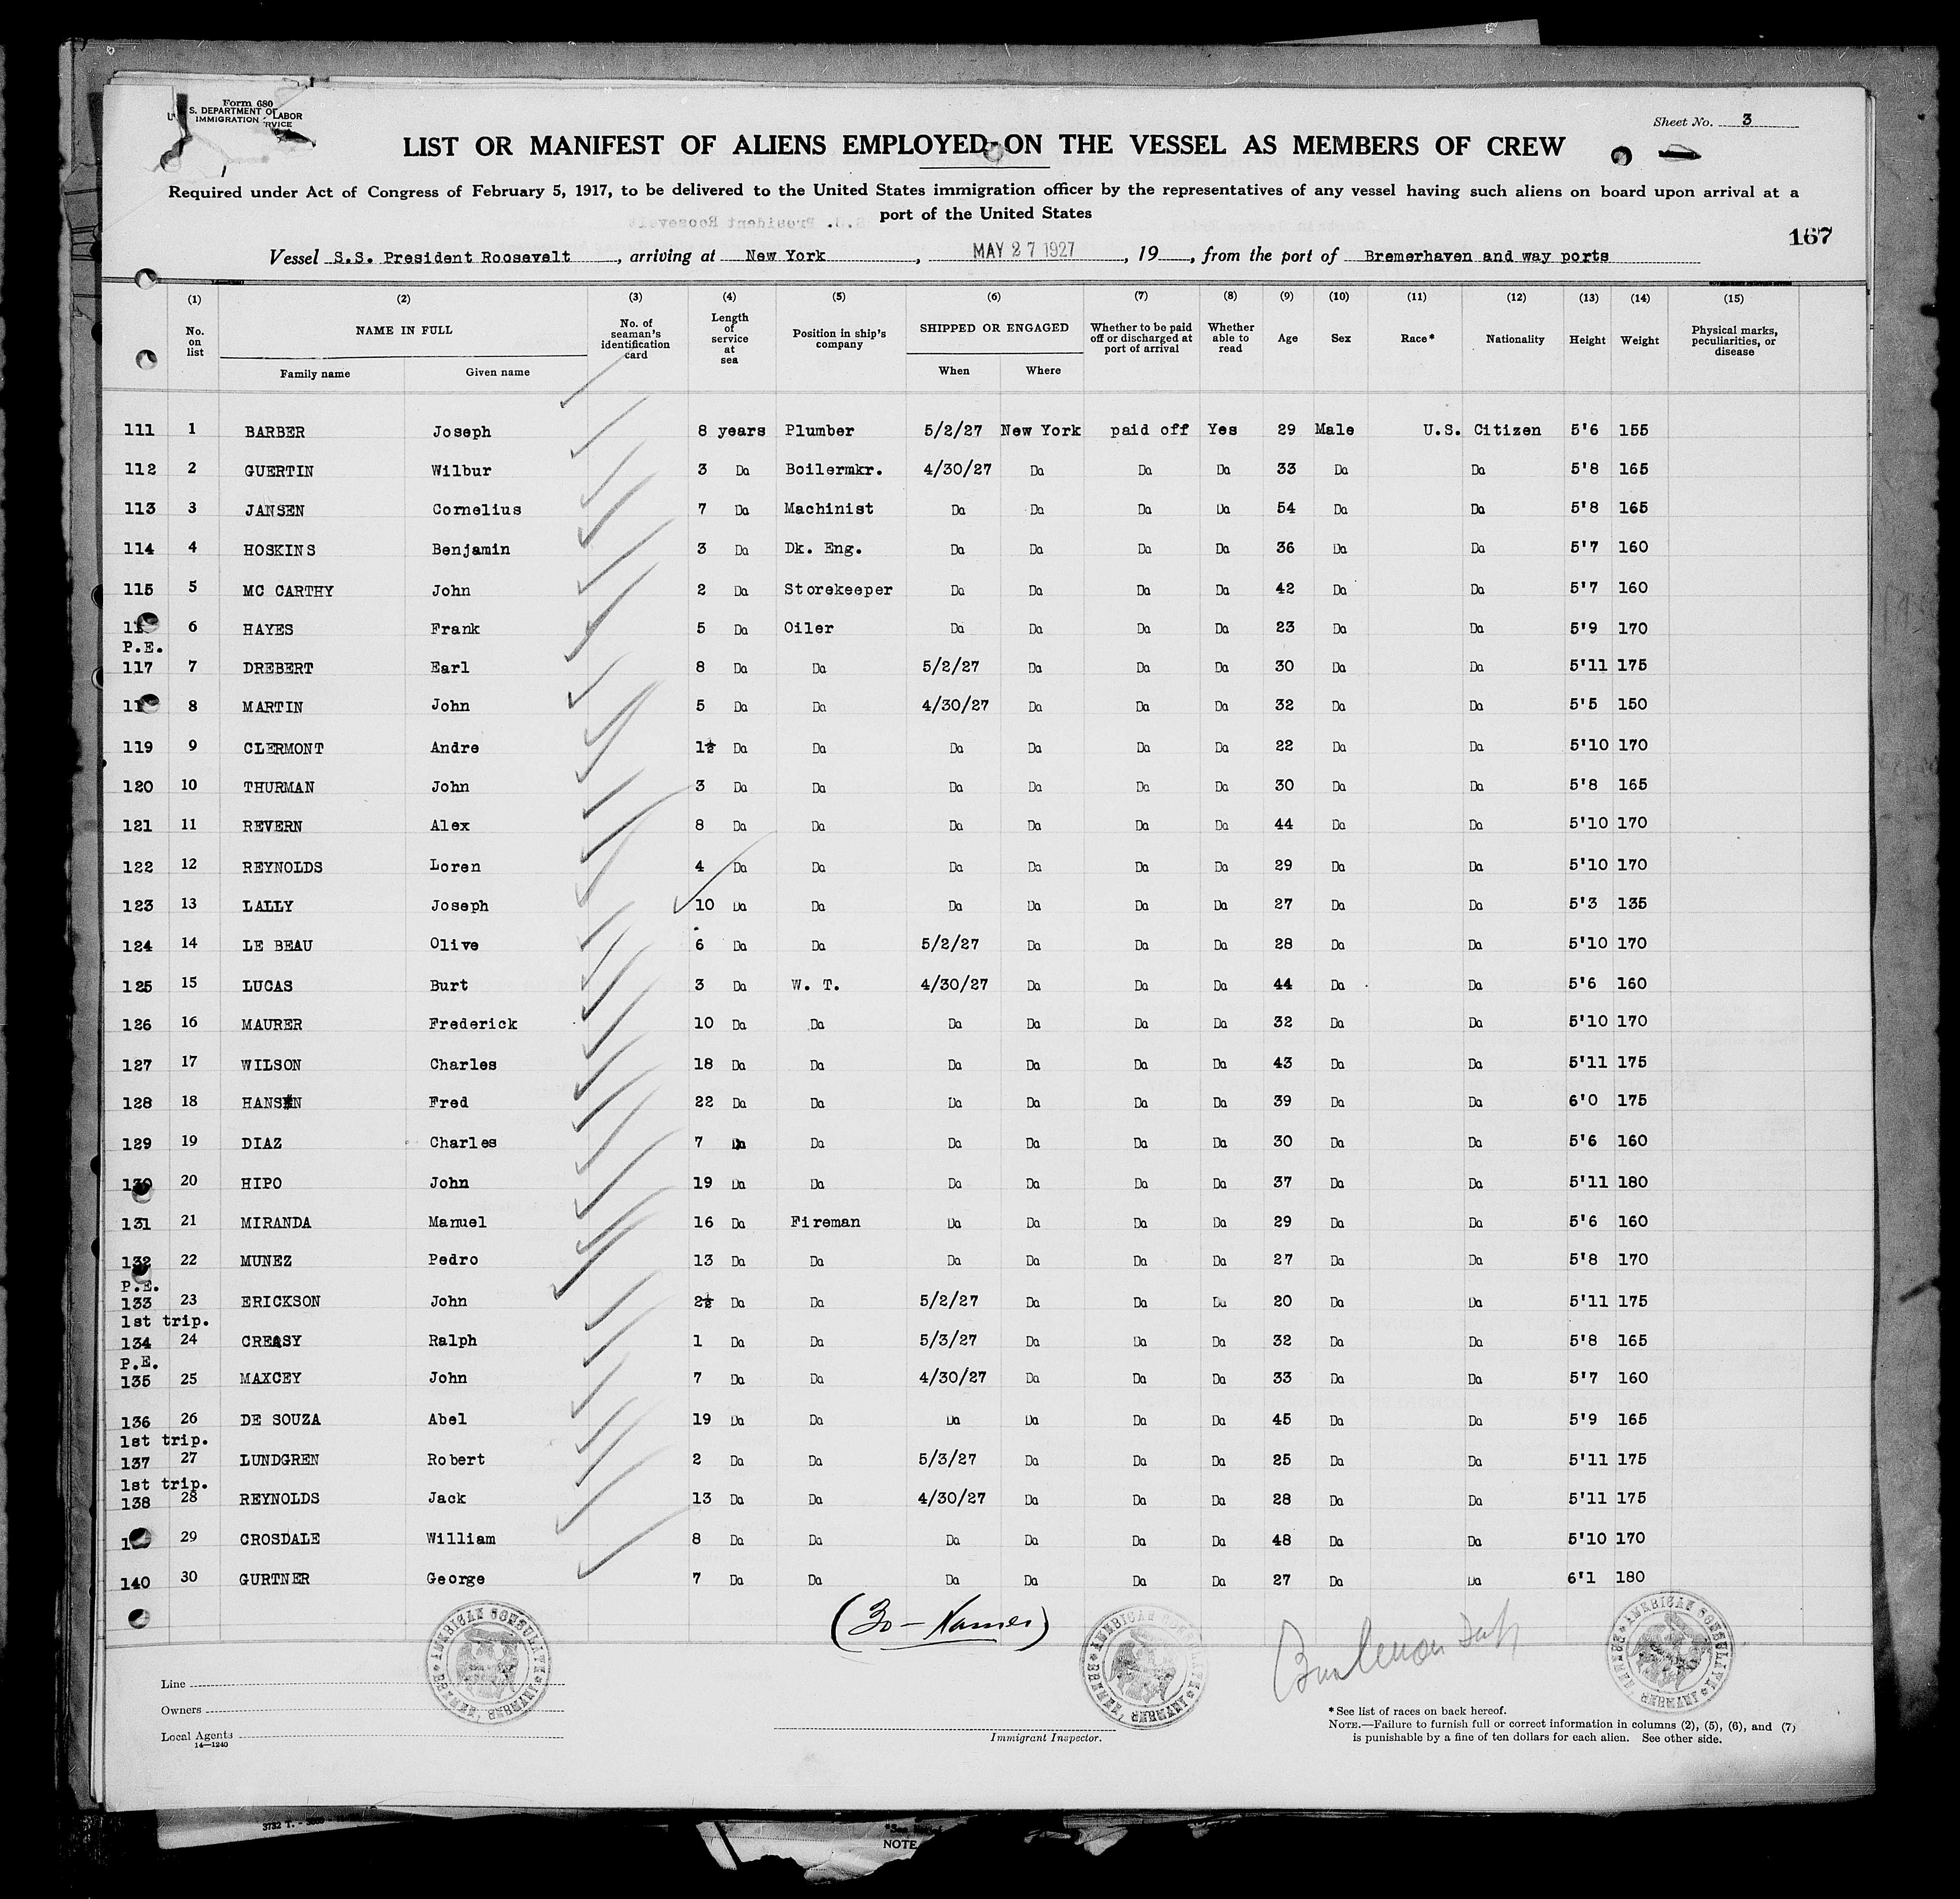 Form 680
S. DEPARTMENT OF LABOR
IMMIGRATION SERVICE
Sheet No. 3
LIST OR MANIFEST OF ALIENS EMPLOYED ON THE VESSEL AS MEMBERS OF CREW
Required under Act of Congress of February 5, 1917, to be delivered to the United States immigration officer by the representatives of any vessel having such aliens on board upon arrival at a
port of the United States
167
Vessel S.S. President Roosevelt, arriving at New York, MAY 27 1927, 19, from the port of Bremerhaven and way ports
(1) (2) (3) (4) (5) (6) (7) (8) (9) (10) (11) (12) (13) (14) (15)
No. on list NAME IN FULL Family name Given name No. of seaman's identification card Length of service at sea Position in ship's company SHIPPED OR ENGAGED When Where Whether to be paid off or discharged at port of arrival Whether able to read Age Sex Race* Nationality Height Weight Physical marks, peculiarities, or disease
111 1 BARBER Joseph 8 years Plumber 5/2/27 New York paid off Yes 29 Male U.S. Citizen 5'6 155
112 2 GUERTIN Wilbur 3 Do Boilermkr. 4/30/27 Do Do Do 33 Do Do 5'8 165
113 3 JANSEN Cornelius 7 Do Machinist Do Do Do Do 54 Do Do 5'8 165
114 4 HOSKINS Benjamin 3 Do Dk. Eng. Do Do Do Do 36 Do Do 5'7 160
115 5 MC CARTHY John 2 Do Storekeeper Do Do Do Do 42 Do Do 5'7 160
6 HAYES Frank 5 Do Oiler Do Do Do Do 23 Do Do 5'9 170
P.E.
117 7 DREBERT Earl 8 Do Do 5/2/27 Do Do Do 30 Do Do 5'11 175
8 MARTIN John 5 Do Do 4/30/27 Do Do Do 32 Do Do 5'5 150
119 9 CLERMONT Andre 1½ Do Do Do Do Do Do 22 Do Do 5'10 170
120 10 THURMAN John 3 Do Do Do Do Do Do 30 Do Do 5'8 165
121 11 REVERN Alex 8 Do Do Do Do Do Do 44 Do Do 5'10 170
122 12 REYNOLDS Loren 4 Do Do Do Do Do Do 29 Do Do 5'10 170
123 13 LALLY Joseph 10 Do Do Do Do Do Do 27 Do Do 5'3 135
124 14 LE BEAU Olive 6 Do Do 5/2/27 Do Do Do 28 Do Do 5'10 170
125 15 LUCAS Burt 3 Do W. T. 4/30/27 Do Do Do 44 Do Do 5'6 160
126 16 MAURER Frederick 10 Do Do Do Do Do Do 32 Do Do 5'10 170
127 17 WILSON Charles 18 Do Do Do Do Do Do 43 Do Do 5'11 175
128 18 HANSEN Fred 22 Do Do Do Do Do Do 39 Do Do 6'0 175
129 19 DIAZ Charles 7 Do Do Do Do Do Do 30 Do Do 5'6 160
130 20 HIPO John 19 Do Do Do Do Do Do 37 Do Do 5'11 180
131 21 MIRANDA Manuel 16 Do Fireman Do Do Do Do 29 Do Do 5'6 160
132 22 MUNEZ Pedro 13 Do Do Do Do Do Do 27 Do Do 5'8 170
P.E.
133 23 ERICKSON John 2½ Do Do 5/2/27 Do Do Do 20 Do Do 5'11 175
1st trip.
134 24 CREASY Ralph 1 Do Do 5/3/27 Do Do Do 32 Do Do 5'8 165
P.E.
135 25 MAXCEY John 7 Do Do 4/30/27 Do Do Do 33 Do Do 5'7 160
136 26 DE SOUZA Abel 19 Do Do Do Do Do Do 45 Do Do 5'9 165
1st trip.
137 27 LUNDGREN Robert 2 Do Do 5/3/27 Do Do Do 25 Do Do 5'11 175
1st trip.
138 28 REYNOLDS Jack 13 Do Do 4/30/27 Do Do Do 28 Do Do 5'11 175
29 CROSDALE William 8 Do Do Do Do Do Do 48 Do Do 5'10 170
140 30 GURTNER George 7 Do Do Do Do Do Do 27 Do Do 6'1 180
(30 - Names)
Line
Owners
Local Agents
14—1240
Immigrant Inspector.
*See list of races on back hereof.
NOTE.—Failure to furnish full or correct information in columns (2), (5), (6), and (7)
is punishable by a fine of ten dollars for each alien. See other side.
NOTE